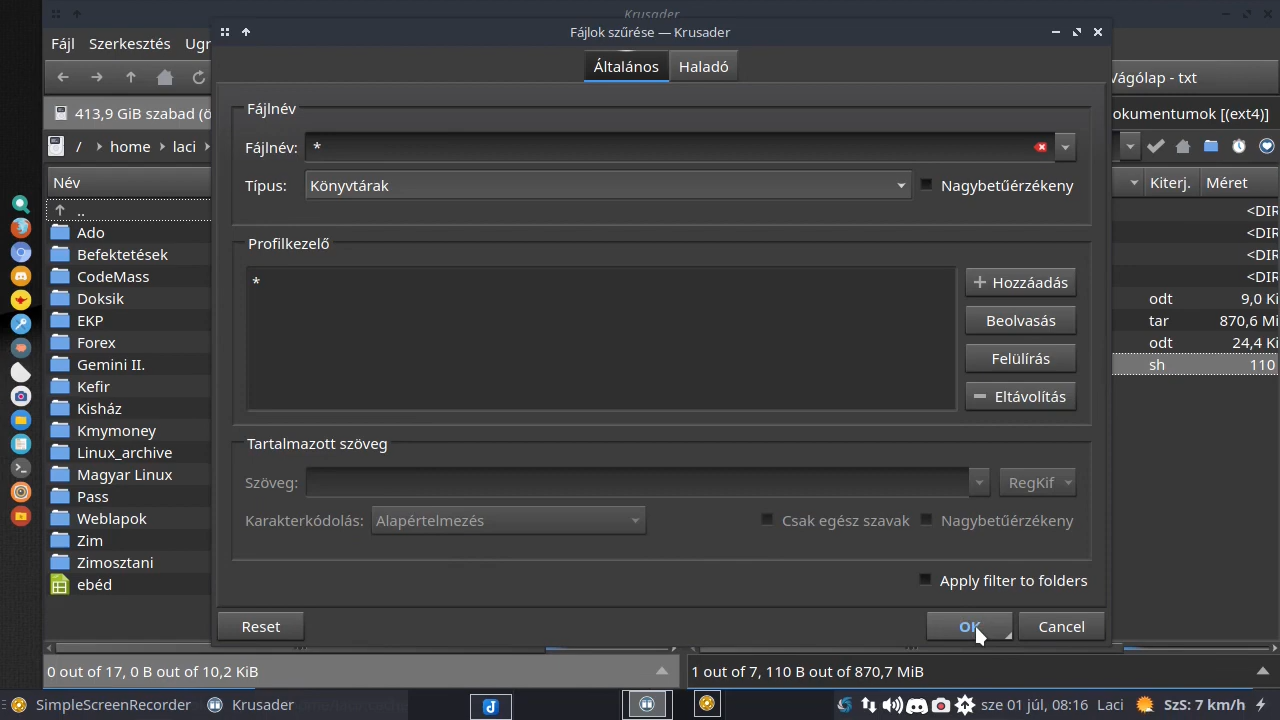 Krusader
Fájlok szűrése — Krusader
Fájl Szerkesztés Ugr
Általános Haladó
Vágólap - txt
413,9 GiB szabad (ö
okumentumok [(ext4)]
/ home laci
Név
Kiterj. Méret
..
Ado
Befektetések
CodeMass
Doksik
EKP
Forex
Gemini II.
Kefir
Kisház
Kmymoney
Linux_archive
Magyar Linux
Pass
Weblapok
Zim
Zimosztani
ebéd
Fájlnév
Fájlnév: *
Típus: Könyvtárak Nagybetűérzékeny
Profilkezelő
*
Hozzáadás
Beolvasás
Felülírás
Eltávolítás
Tartalmazott szöveg
Szöveg: RegKif
Karakterkódolás: Alapértelmezés Csak egész szavak Nagybetűérzékeny
Apply filter to folders
Reset OK Cancel
<DIR
<DIR
<DIR
<DIR
odt 9,0 Ki
tar 870,6 M
odt 24,4 Ki
sh 110
0 out of 17, 0 B out of 10,2 KiB
1 out of 7, 110 B out of 870,7 MiB
SimpleScreenRecorder Krusader sze 01 júl, 08:16 Laci SzS: 7 km/h